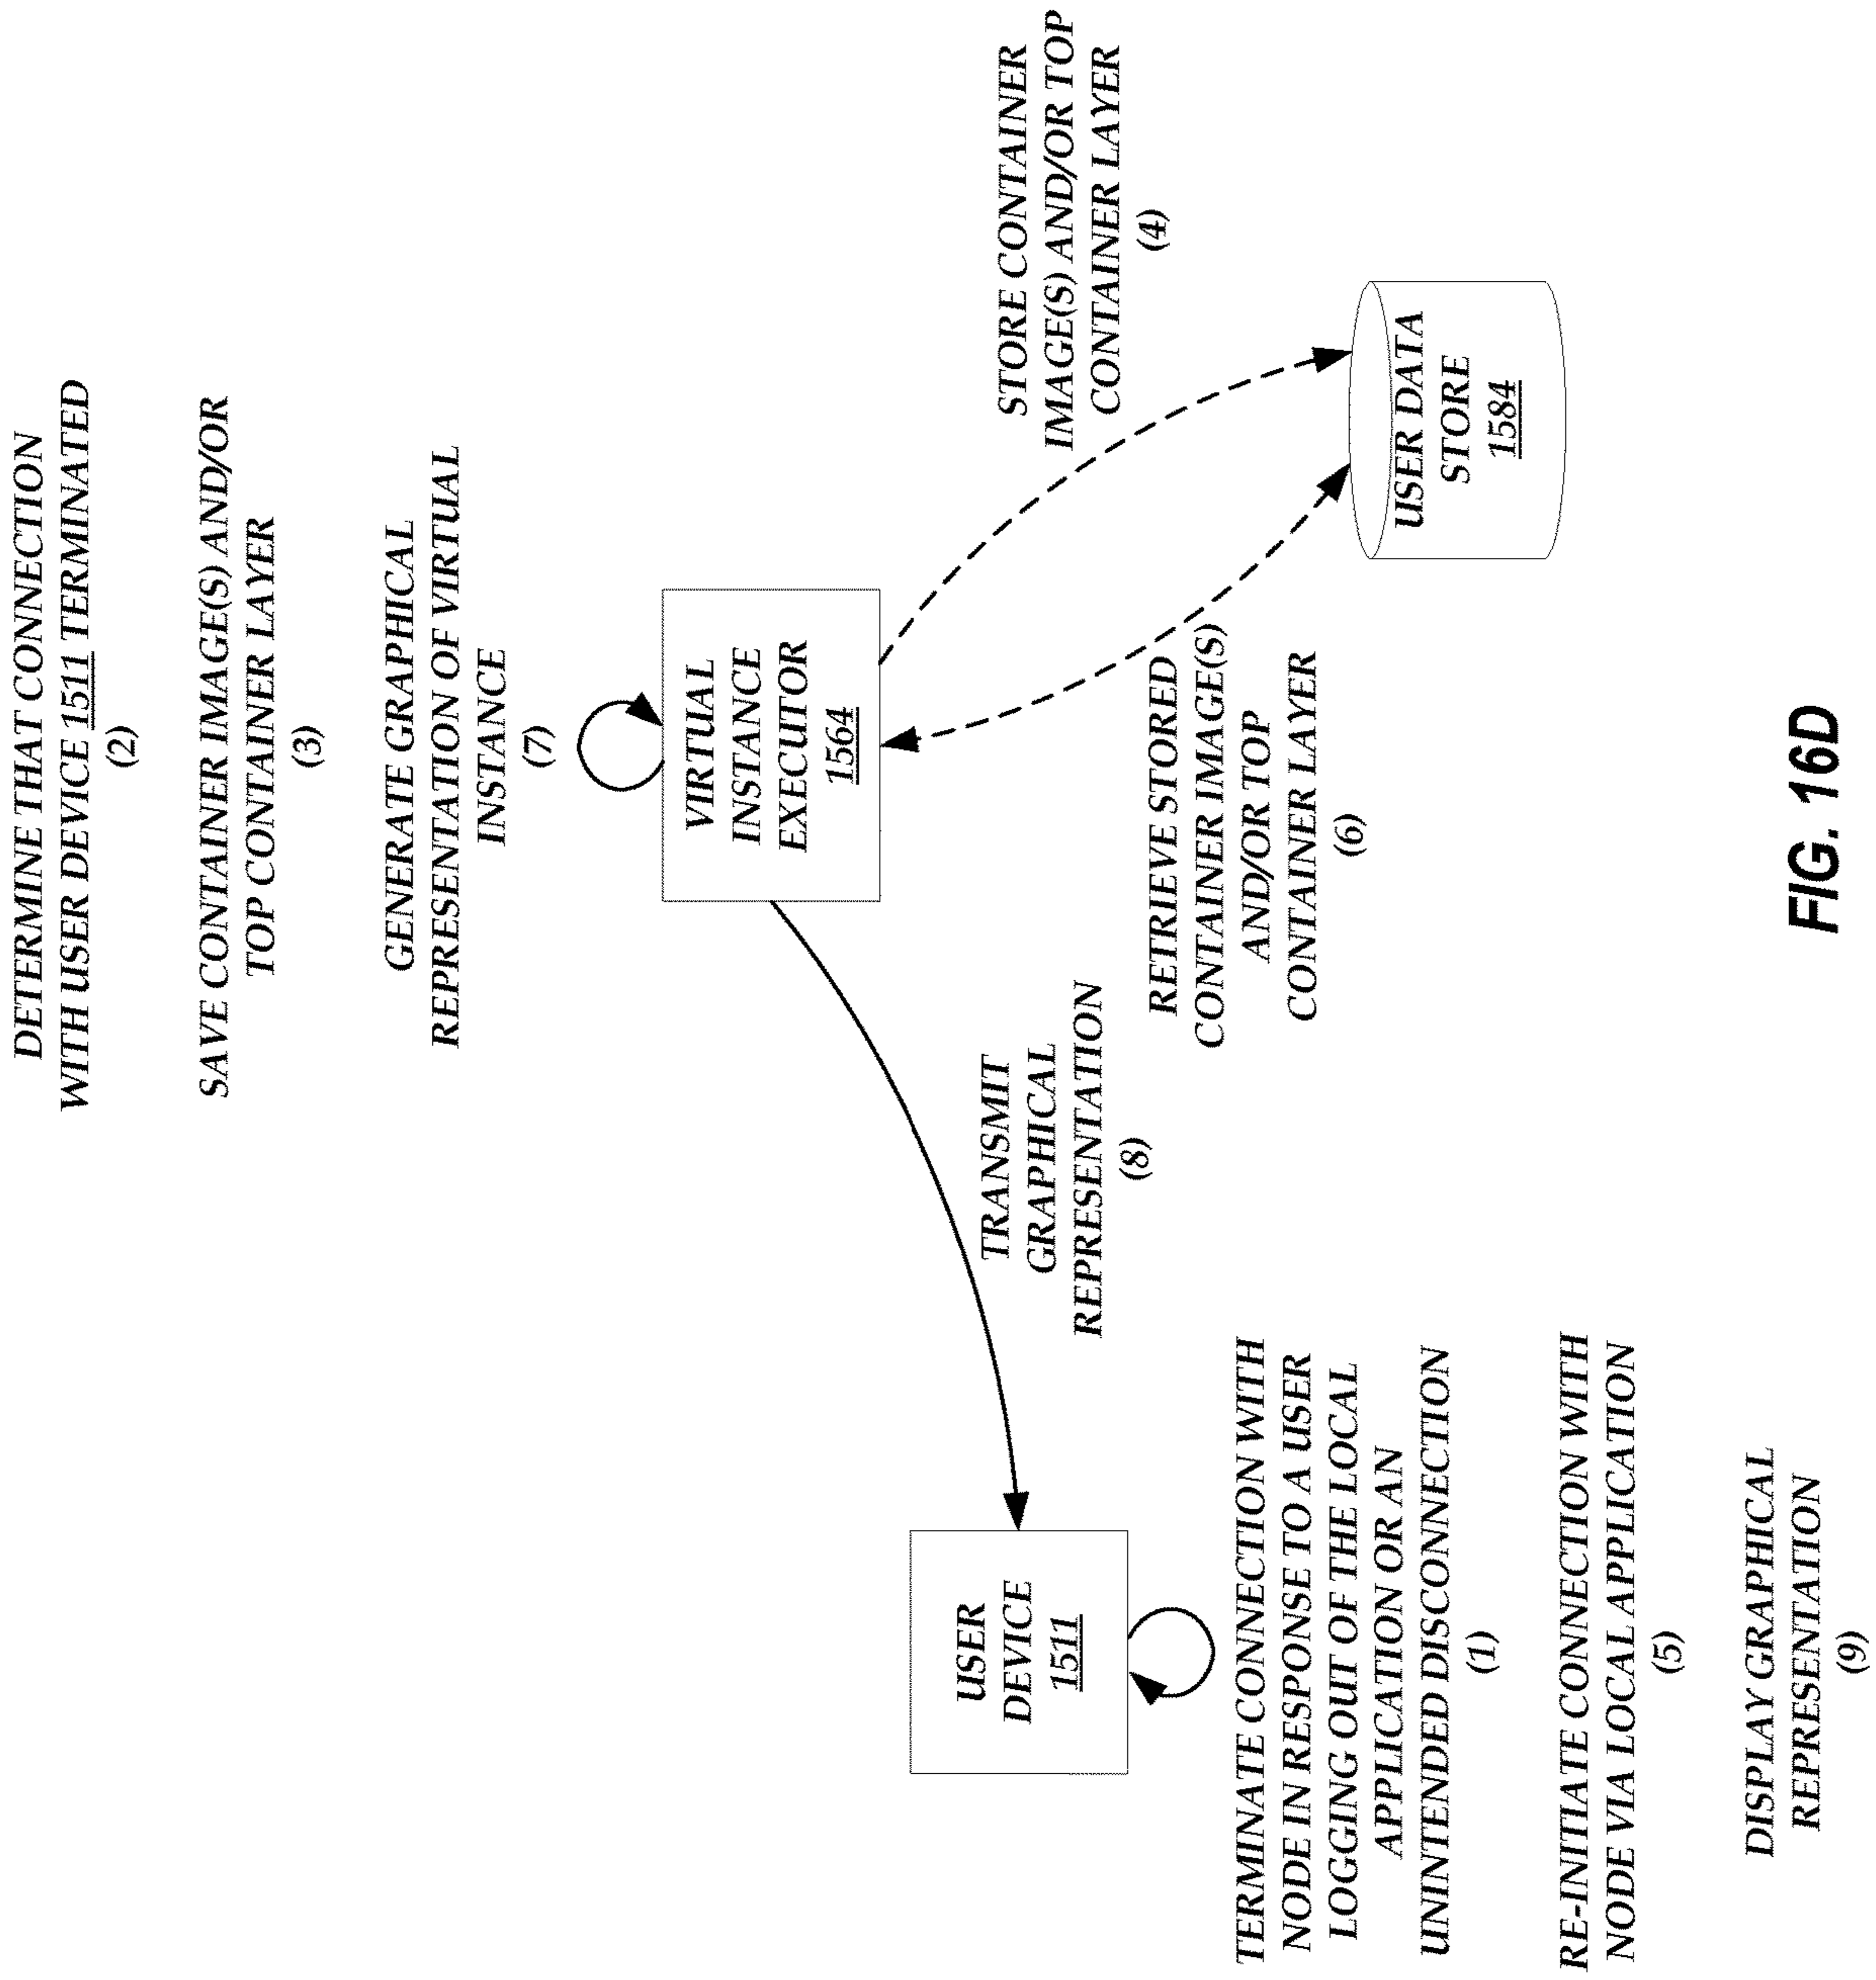 DETERMINE THAT CONNECTION
WITH USER DEVICE 1511 TERMINATED
(2)
SAVE CONTAINER IMAGE(S) AND/OR
TOP CONTAINER LAYER
(3)
GENERATE GRAPHICAL
REPRESENTATION OF VIRTUAL
INSTANCE
(7)
VIRTUAL
INSTANCE
EXECUTOR
1564
STORE CONTAINER
IMAGE(S) AND/OR TOP
CONTAINER LAYER
(4)
TRANSMIT
GRAPHICAL
REPRESENTATION
(8)
RETRIEVE STORED
CONTAINER IMAGE(S)
AND/OR TOP
CONTAINER LAYER
(6)
USER DATA
STORE
1584
USER
DEVICE
1511
TERMINATE CONNECTION WITH
NODE IN RESPONSE TO A USER
LOGGING OUT OF THE LOCAL
APPLICATION OR AN
UNINTENDED DISCONNECTION
(1)
RE-INITIATE CONNECTION WITH
NODE VIA LOCAL APPLICATION
(5)
DISPLAY GRAPHICAL
REPRESENTATION
(9)
FIG. 16D